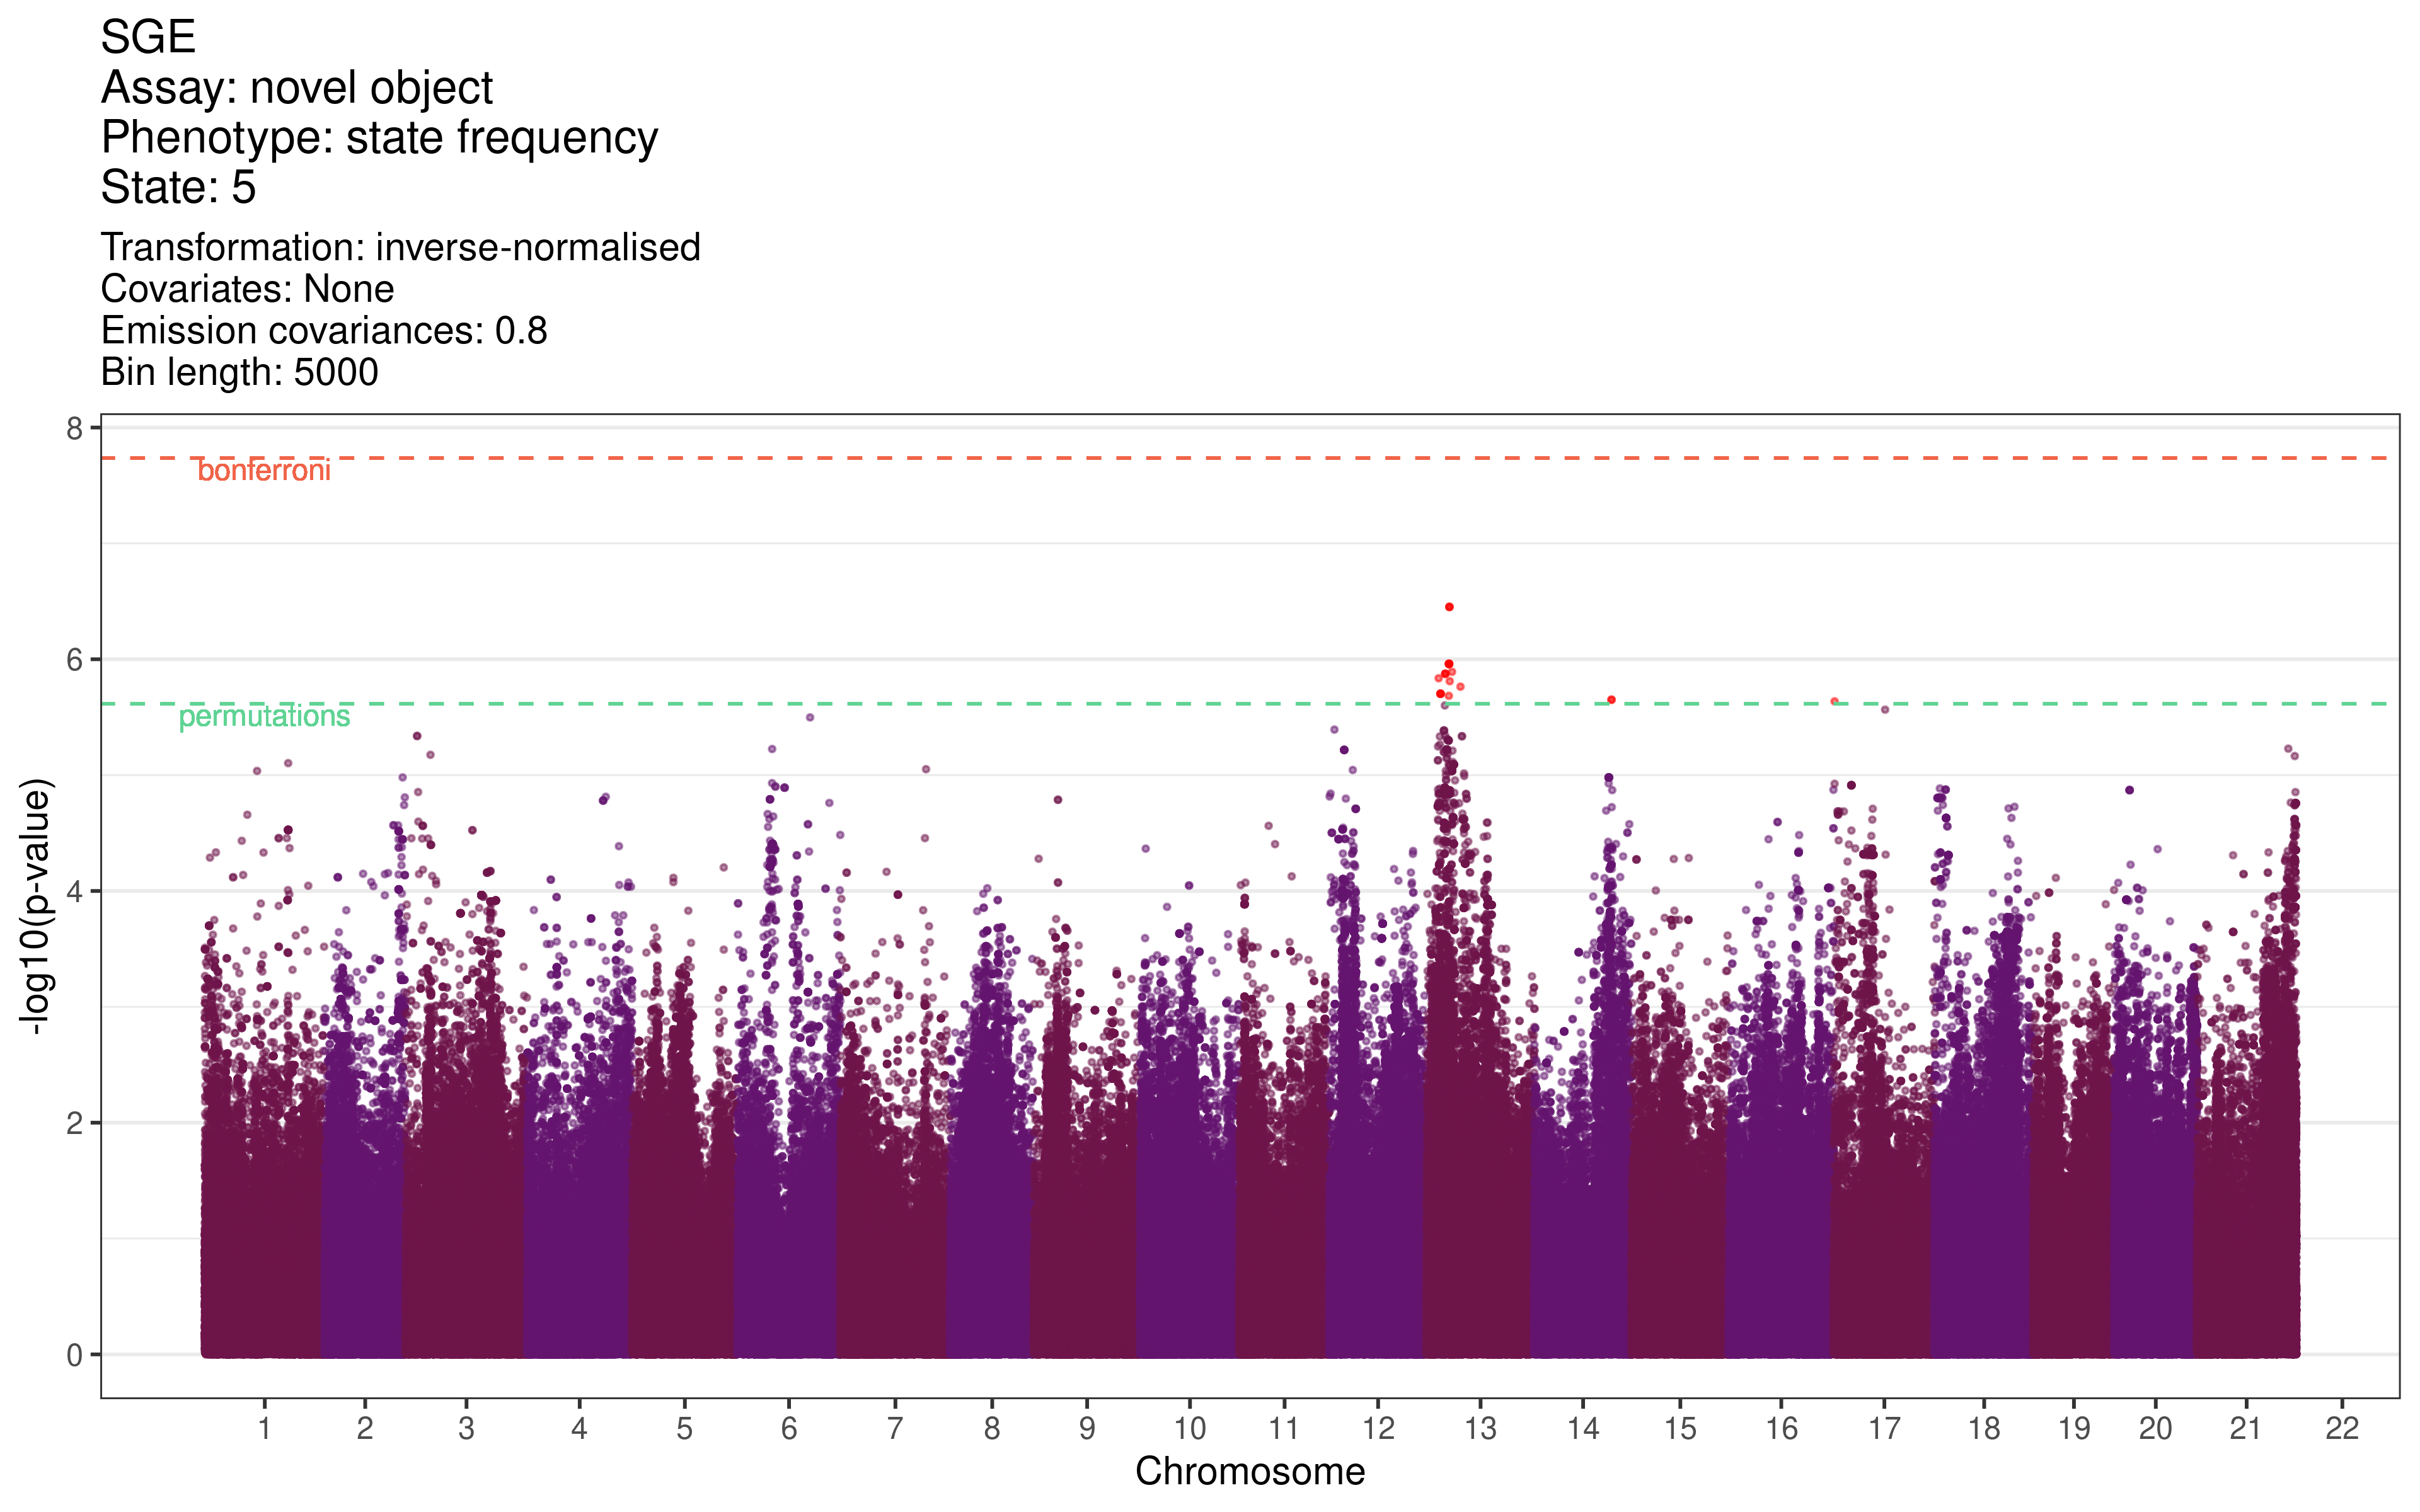 SGE
Assay: novel object
Phenotype: state frequency
State: 5
Transformation: inverse-normalised
Covariates: None
Emission covariances: 0.8
Bin length: 5000
8
bonferroni
6
permutations
4
2
0
-log10(p-value)
1 2 3 4 5 6 7 8 9 10 11 12 13 14 15 16 17 18 19 20 21 22
Chromosome